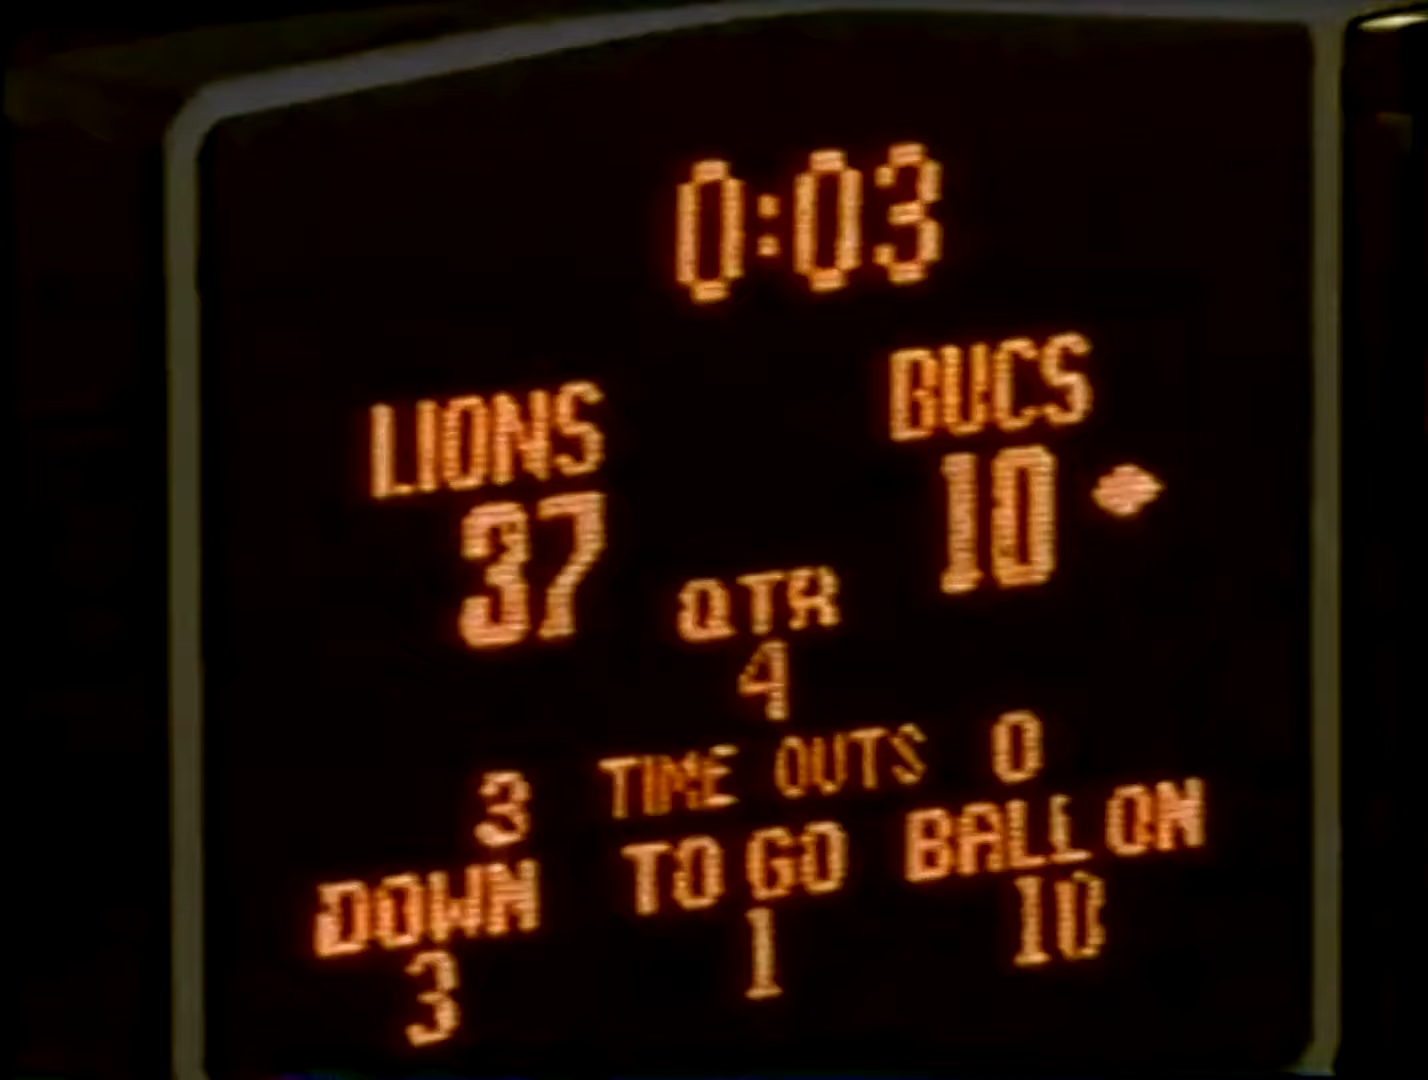 0:03
LIONS BUCS
37 10
QTR
4
3 TIME OUTS 0
DOWN TO GO BALL ON
3 1 10